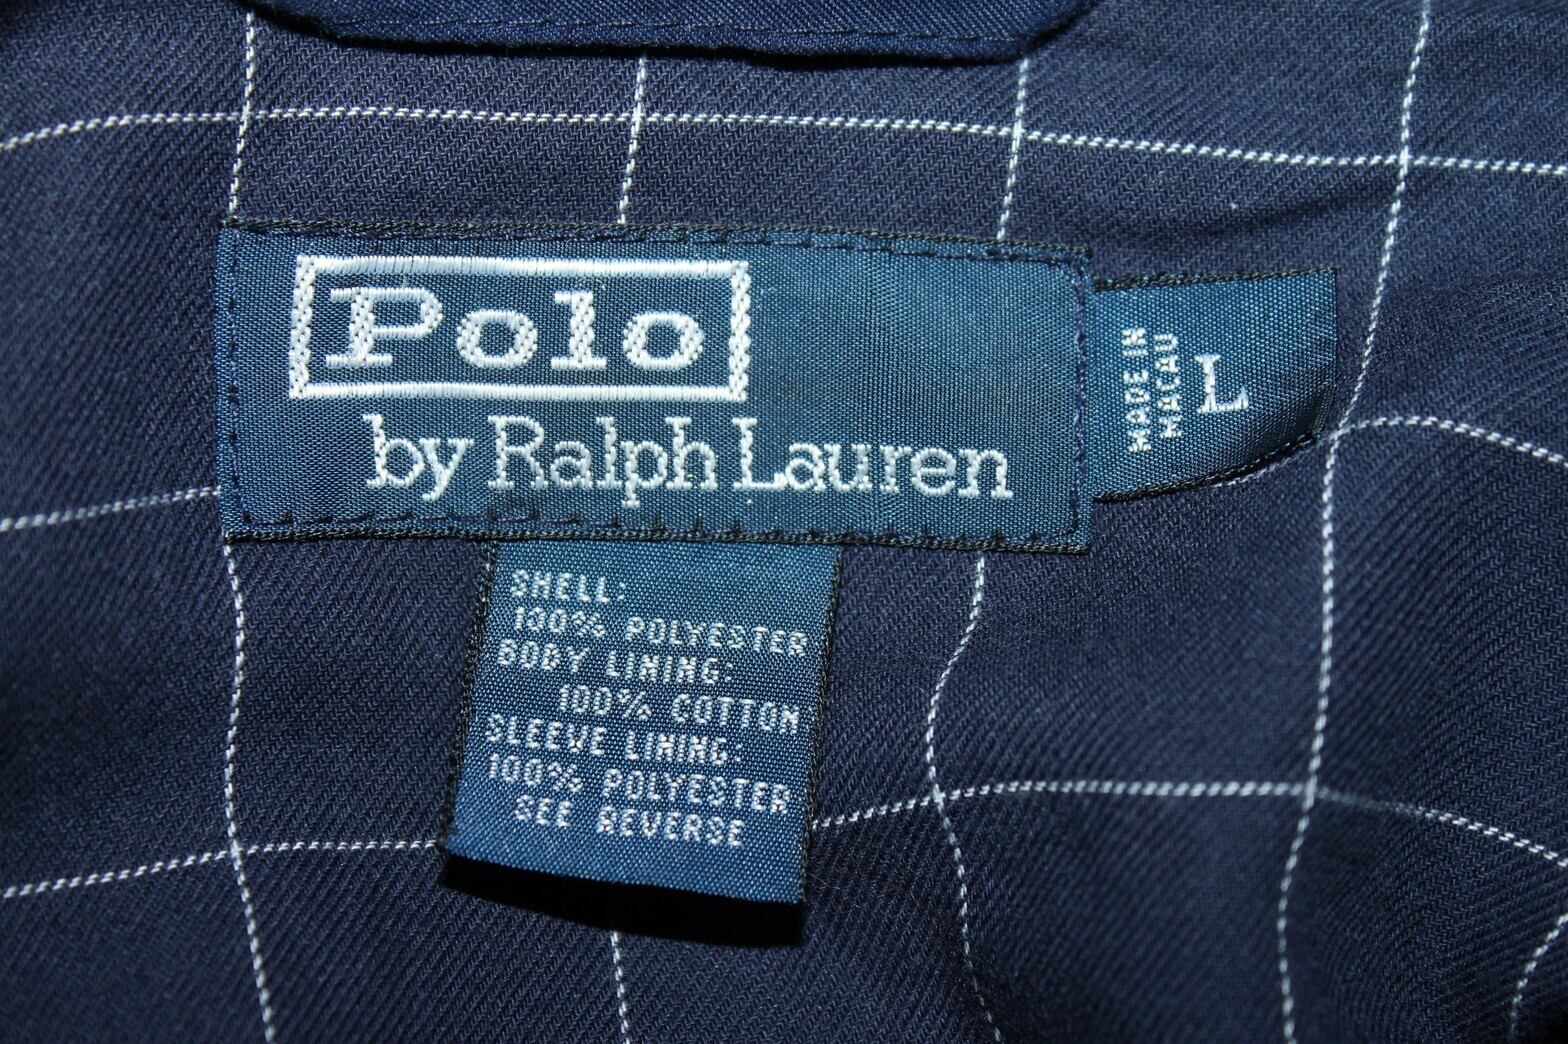 Polo
by Ralph Lauren
MADE IN
MACAU
L
SHELL:
100% POLYESTER
BODY LINING:
100% COTTON
SLEEVE LINING:
100% POLYESTER
SEE REVERSE